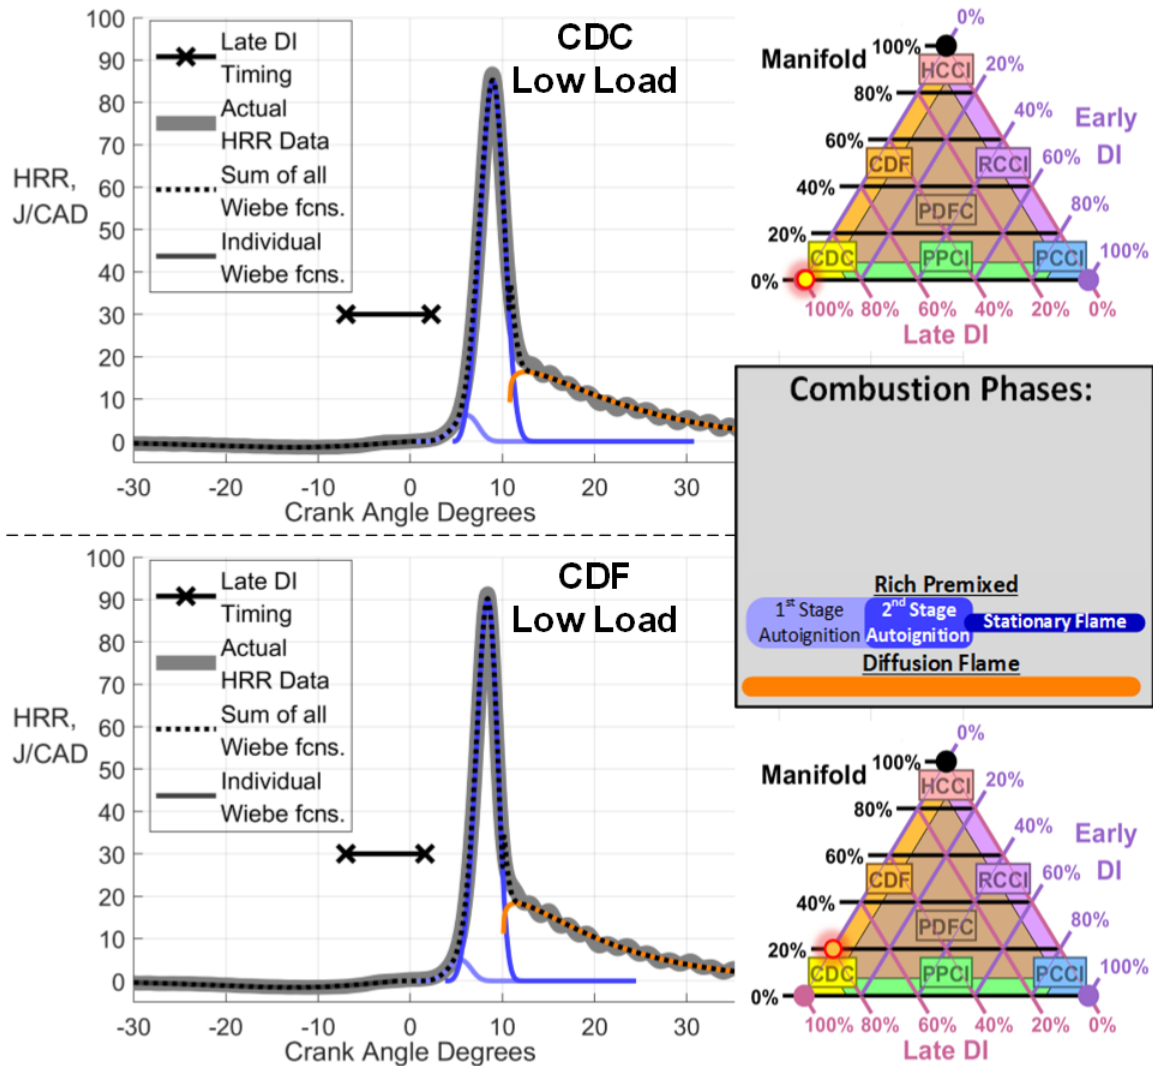 CDC
Low Load
Late DI
Timing
Actual
HRR Data
Sum of all
Wiebe fcns.
Individual
Wiebe fcns.
HRR,
J/CAD
100
90
80
70
60
50
40
30
20
10
0
-30
-20
-10
0
10
20
30
Crank Angle Degrees
Manifold
100%
80%
60%
40%
20%
0%
0%
20%
40%
60%
80%
100%
Early
DI
HCCI
CDF
RCCI
PDFC
CDC
PPCI
PCCI
100%
80%
60%
40%
20%
0%
Late DI
Combustion Phases:
Rich Premixed
1st Stage
Autoignition
2nd Stage
Autoignition
Stationary Flame
Diffusion Flame
CDF
Low Load
Late DI
Timing
Actual
HRR Data
Sum of all
Wiebe fcns.
Individual
Wiebe fcns.
HRR,
J/CAD
100
90
80
70
60
50
40
30
20
10
0
-30
-20
-10
0
10
20
30
Crank Angle Degrees
Manifold
100%
80%
60%
40%
20%
0%
0%
20%
40%
60%
80%
100%
Early
DI
HCCI
CDF
RCCI
PDFC
CDC
PPCI
PCCI
100%
80%
60%
40%
20%
0%
Late DI